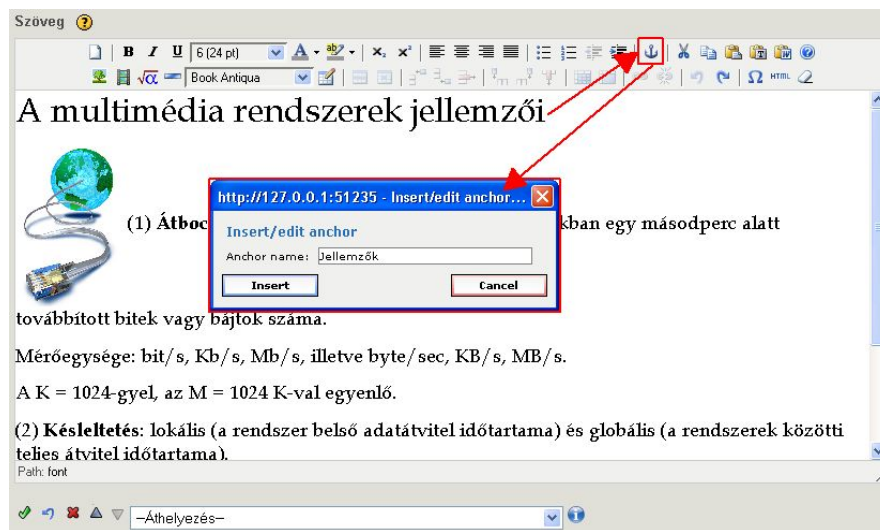 Szöveg
B I U 6 (24 pt) A ab
√α Book Antiqua Ω HTML
A multimédia rendszerek jellemzői
http://127.0.0.1:51235 - Insert/edit anchor...
(1) Átboc kban egy másodperc alatt
Insert/edit anchor
Anchor name: Jellemzők
Insert Cancel
továbbított bitek vagy bájtok száma.
Mérőegysége: bit/s, Kb/s, Mb/s, illetve byte/sec, KB/s, MB/s.
A K = 1024-gyel, az M = 1024 K-val egyenlő.
(2) Késleltetés: lokális (a rendszer belső adatátvitel időtartama) és globális (a rendszerek közötti
teljes átvitel időtartama).
Path: font
--Áthelyezés--